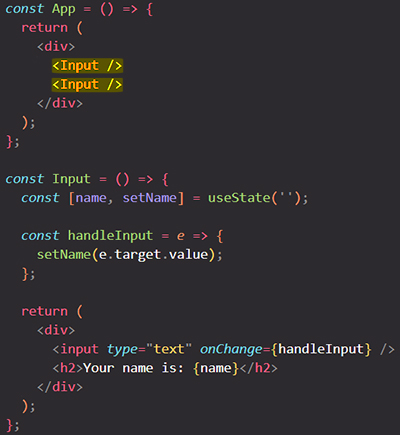 const App = () => {
  return (
    <div>
      <Input />
      <Input />
    </div>
  );
};

const Input = () => {
  const [name, setName] = useState('');

  const handleInput = e => {
    setName(e.target.value);
  };

  return (
    <div>
      <input type="text" onChange={handleInput} />
      <h2>Your name is: {name}</h2>
    </div>
  );
};